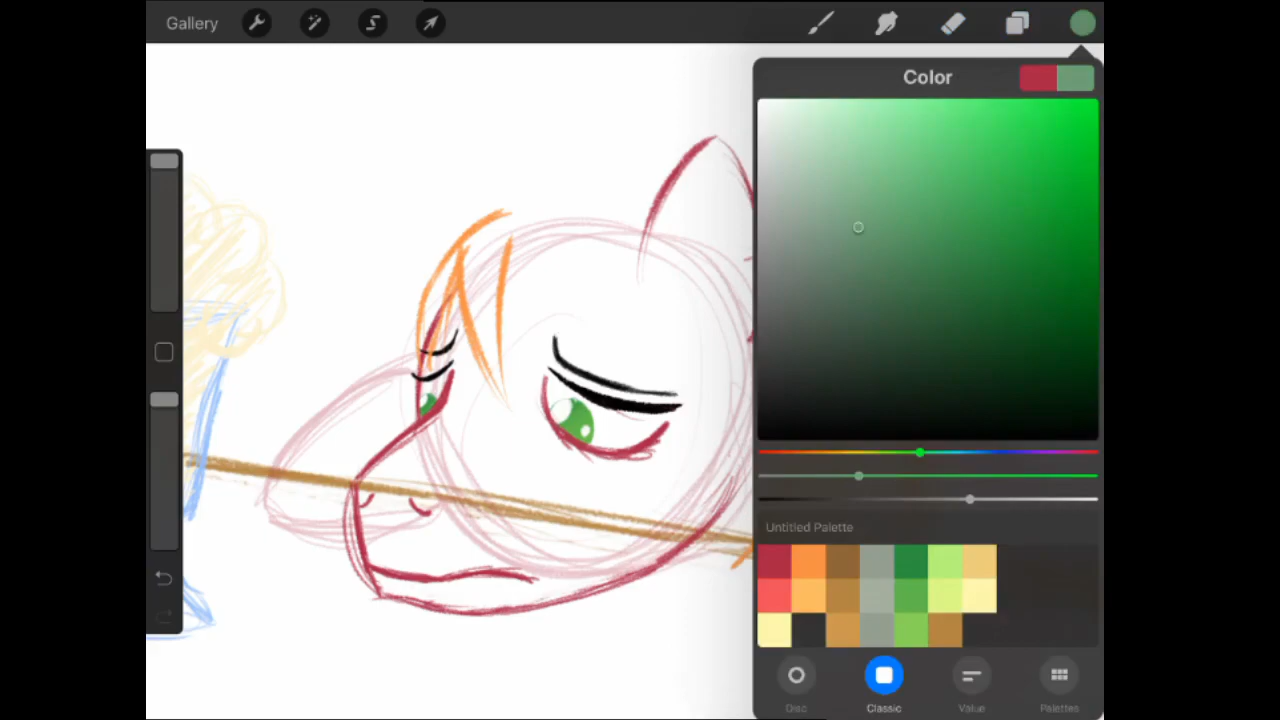 Gallery
Color
Untitled Palette
Disc
Classic
Value
Palettes